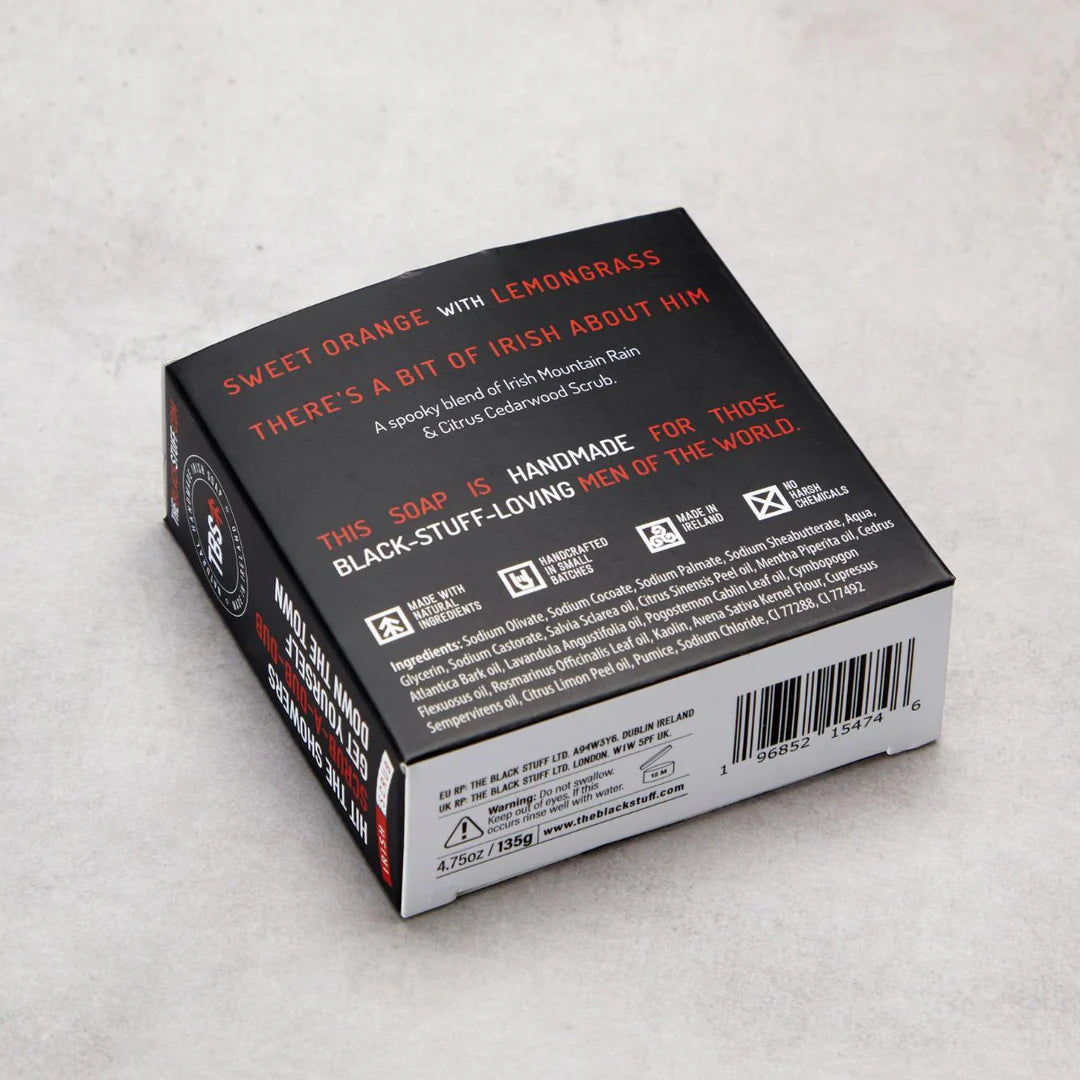 SWEET ORANGE WITH LEMONGRASS
THERE'S A BIT OF IRISH ABOUT HIM
A spooky blend of Irish Mountain Rain
& Citrus Cedarwood Scrub.
THIS SOAP IS HANDMADE FOR THOSE
BLACK-STUFF-LOVING MEN OF THE WORLD.
MADE WITH
NATURAL
INGREDIENTS
HANDCRAFTED
IN SMALL
BATCHES
MADE IN
IRELAND
NO
HARSH
CHEMICALS
Ingredients: Sodium Olivate, Sodium Cocoate, Sodium Palmate, Sodium Sheabutterate, Aqua,
Glycerin, Sodium Castorate, Salvia Sclarea oil, Citrus Sinensis Peel oil, Mentha Piperita oil, Cedrus
Atlantica Bark oil, Lavandula Angustifolia oil, Pogostemon Cablin Leaf oil, Cymbopogon
Flexuosus oil, Rosmarinus Officinalis Leaf oil, Kaolin, Avena Sativa Kernel Flour, Cupressus
Sempervirens oil, Citrus Limon Peel oil, Pumice, Sodium Chloride, CI 77288, CI 77492
EU RP: THE BLACK STUFF LTD. A94W3Y6. DUBLIN IRELAND
UK RP: THE BLACK STUFF LTD. LONDON. W1W 5PF UK.
Warning: Do not swallow.
Keep out of eyes. If this
occurs rinse well with water.
12 M
4.75oz / 135g
www.theblackstuff.com
1 96852 15474 6
THEBLACKSTUFF.COM
TBS
HIT THE SHOWERS
SCRUB-A-DUB-DUB
GET YOURSELF
DOWN THE TOWN
IRISH SCRUB